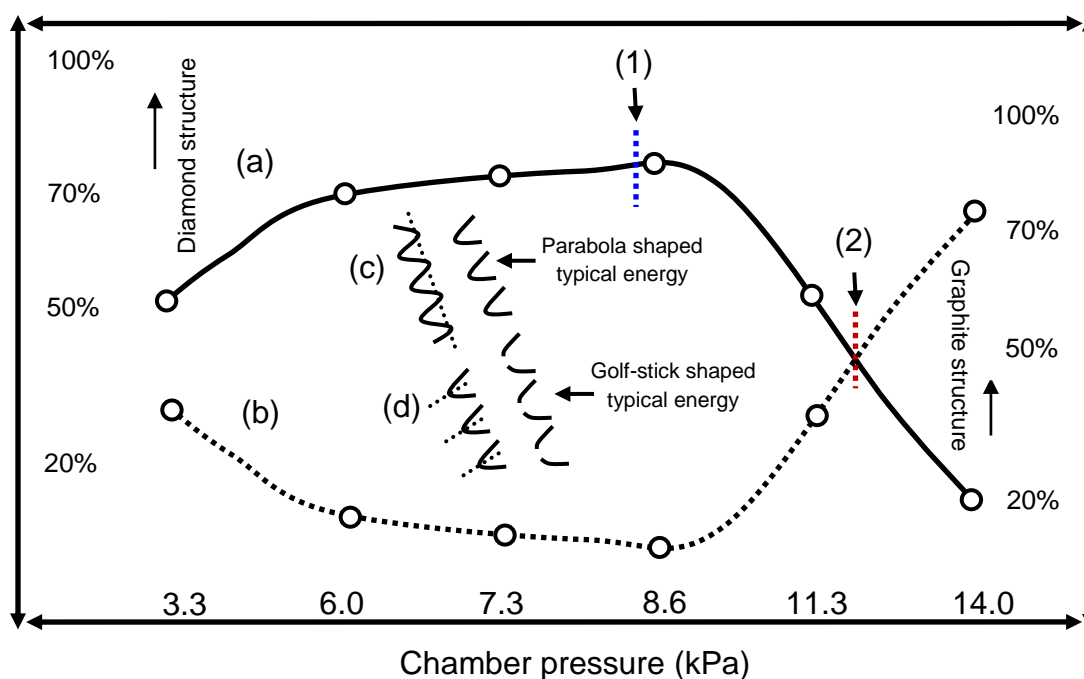 100%
70%
50%
20%
Diamond structure
(a)
(b)
(c)
(d)
(1)
(2)
Parabola shaped
typical energy
Golf-stick shaped
typical energy
100%
70%
50%
20%
Graphite structure
3.3 6.0 7.3 8.6 11.3 14.0
Chamber pressure (kPa)